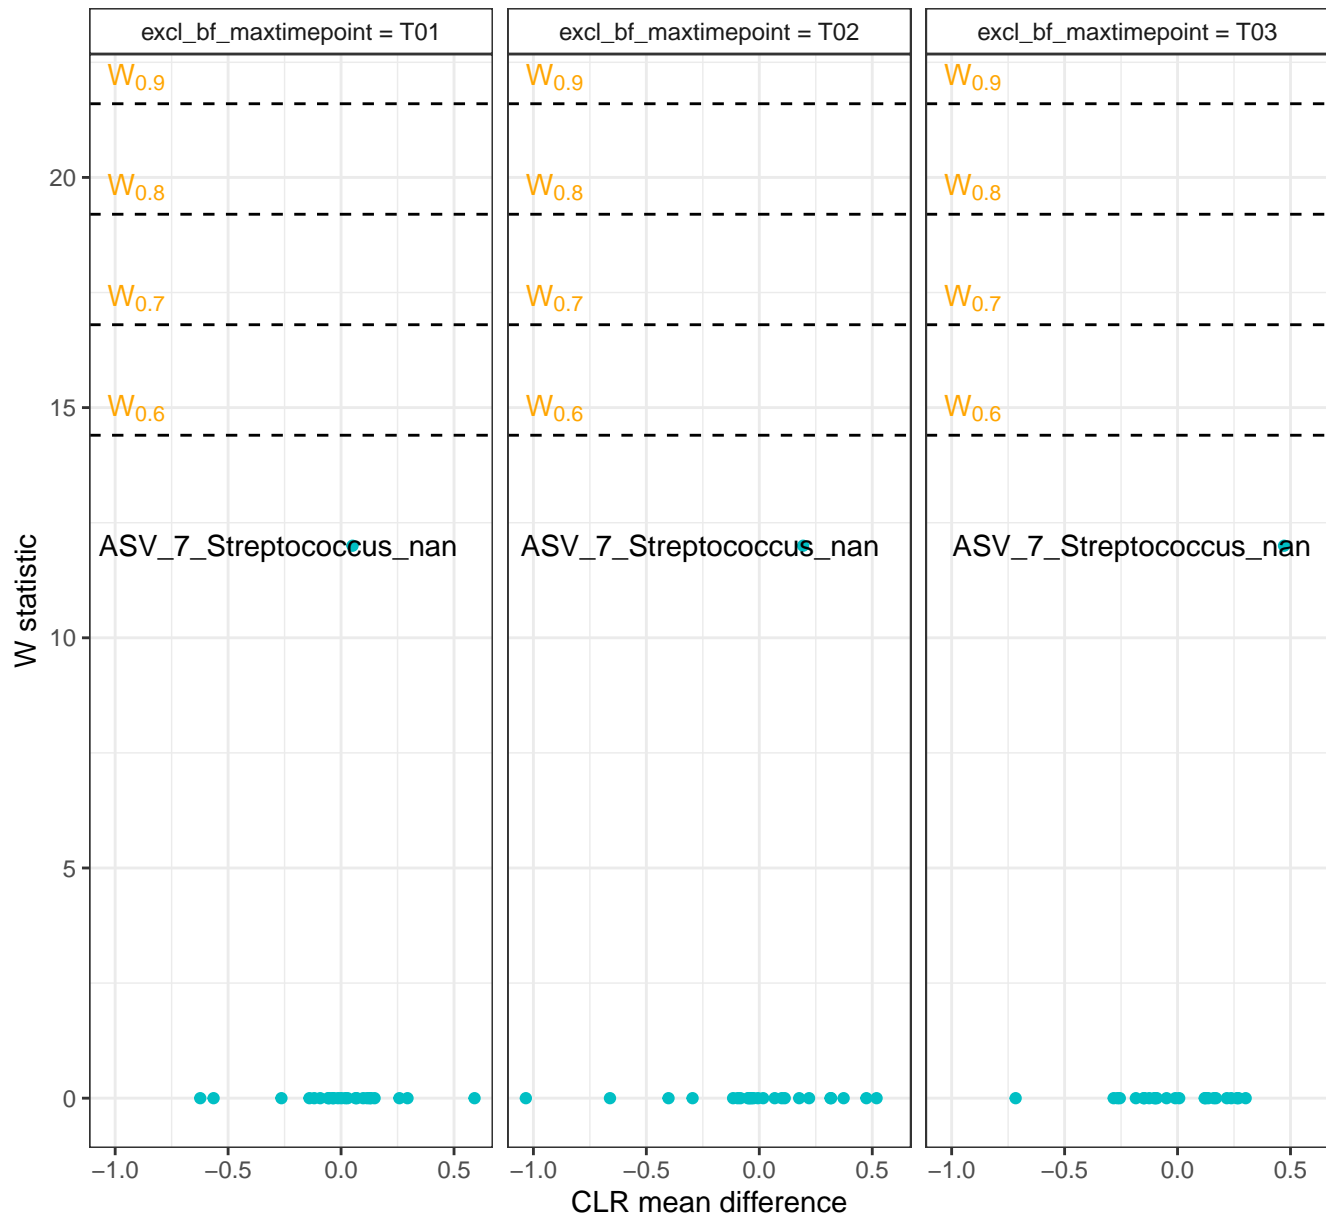 excl_bf_maxtimepoint = T01
excl_bf_maxtimepoint = T02
excl_bf_maxtimepoint = T03
W0.9
W0.9
W0.9
20
W0.8
W0.8
W0.8
W0.7
W0.7
W0.7
15
W0.6
W0.6
W0.6
ASV_7_Streptococcus_nan
ASV_7_Streptococcus_nan
ASV_7_Streptococcus_nan
W statistic
10
5
0
−1.0 −0.5 0.0 0.5
−1.0 −0.5 0.0 0.5
−1.0 −0.5 0.0 0.5
CLR mean difference